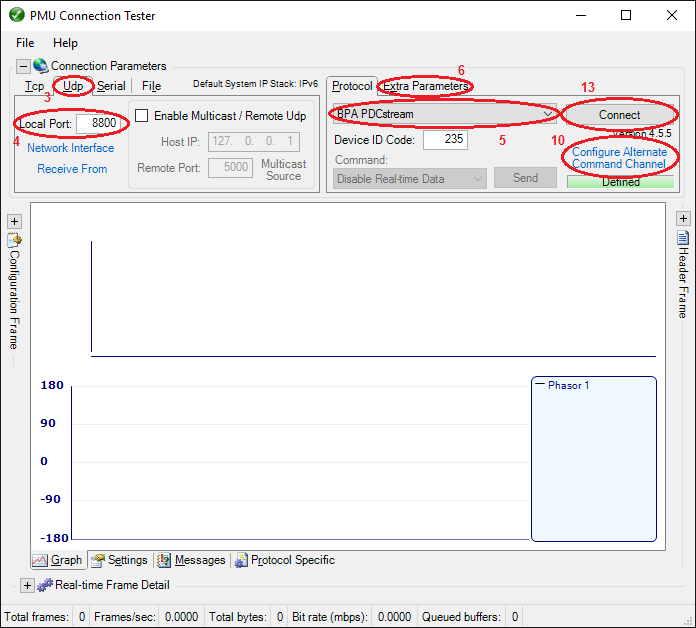 PMU Connection Tester
File Help
Connection Parameters
6
Tcp Udp Serial File Default System IP Stack: IPv6
Protocol Extra Parameters
3
13
Local Port: 8800
Enable Multicast / Remote Udp
BPA PDCstream
Connect
4
Host IP: 127. 0. 0. 1
Device ID Code: 235
5
10
Version 4.5.5
Network Interface
Configure Alternate
Command Channel
Remote Port: 5000
Multicast
Source
Command:
Receive From
Disable Real-time Data
Send
Defined
Configuration Frame
Header Frame
180
90
0
-90
-180
Phasor 1
Graph Settings Messages Protocol Specific
Real-time Frame Detail
Total frames: 0 Frames/sec: 0.0000 Total bytes: 0 Bit rate (mbps): 0.0000 Queued buffers: 0